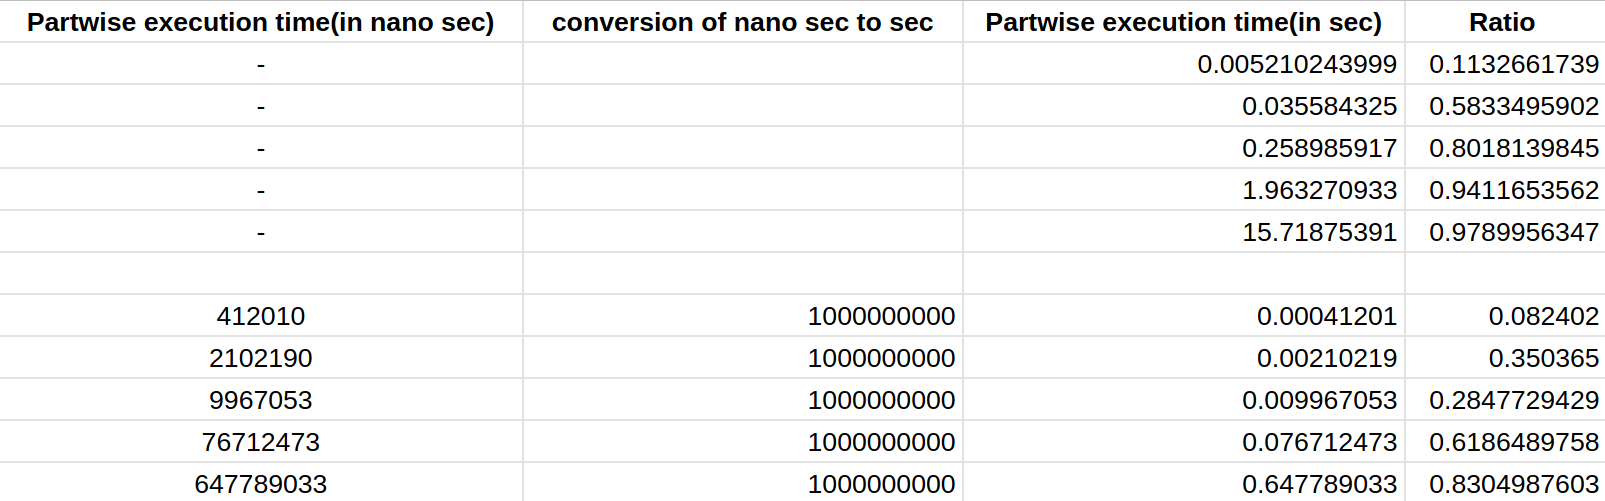 Partwise execution time(in nano sec) conversion of nano sec to sec Partwise execution time(in sec) Ratio
- 0.005210243999 0.1132661739
- 0.035584325 0.5833495902
- 0.258985917 0.8018139845
- 1.963270933 0.9411653562
- 15.71875391 0.9789956347
412010 1000000000 0.00041201 0.082402
2102190 1000000000 0.00210219 0.350365
9967053 1000000000 0.009967053 0.2847729429
76712473 1000000000 0.076712473 0.6186489758
647789033 1000000000 0.647789033 0.8304987603